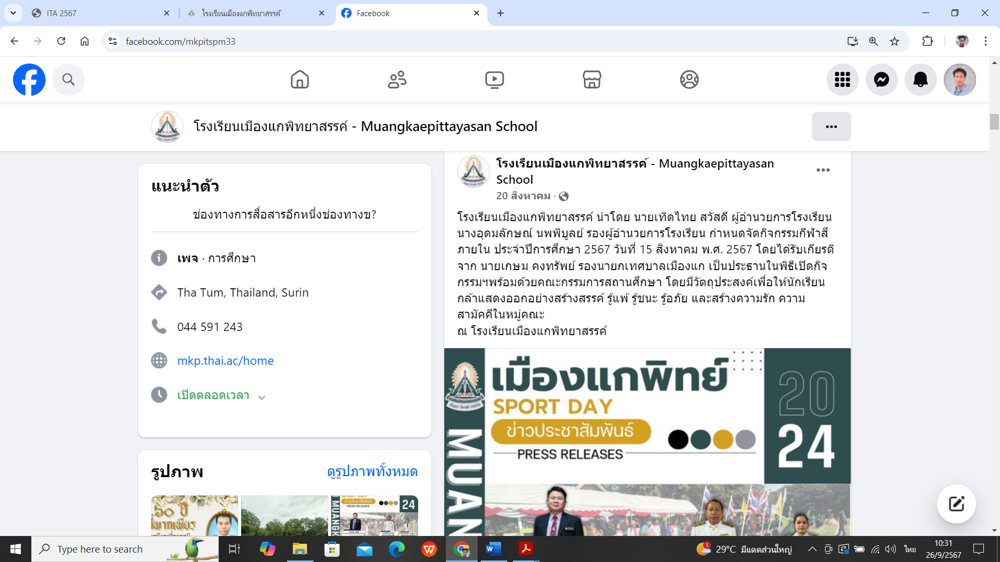 ITA 2567
โรงเรียนเมืองแกพิทยาสรรค์
Facebook
facebook.com/mkpitspm33
โรงเรียนเมืองแกพิทยาสรรค์ - Muangkaepittayasan School
แนะนำตัว
ช่องทางการสื่อสารอีกหนึ่งช่องทางข?
เพจ · การศึกษา
Tha Tum, Thailand, Surin
044 591 243
mkp.thai.ac/home
เปิดตลอดเวลา
รูปภาพ
ดูรูปภาพทั้งหมด
๖๐ ปี
SPORT DAY
ข่าวประชาสัมพันธ์
PRESS RELEASES
24
โรงเรียนเมืองแกพิทยาสรรค์ - Muangkaepittayasan
School
20 สิงหาคม ·
โรงเรียนเมืองแกพิทยาสรรค์ นำโดย นายเทิดไทย สวัสดี ผู้อำนวยการโรงเรียน
นางอุดมลักษณ์ นพพิบูลย์ รองผู้อำนวยการโรงเรียน กำหนดจัดกิจกรรมกีฬาสี
ภายใน ประจำปีการศึกษา 2567 วันที่ 15 สิงหาคม พ.ศ. 2567 โดยได้รับเกียรติ
จาก นายเกษม คงทรัพย์ รองนายกเทศบาลเมืองแก เป็นประธานในพิธีเปิดกิจ
กรรมฯพร้อมด้วยคณะกรรมการสถานศึกษา โดยมีวัตถุประสงค์เพื่อให้นักเรียน
กล้าแสดงออกอย่างสร้างสรรค์ รู้แพ้ รู้ชนะ รู้อภัย และสร้างความรัก ความ
สามัคคีในหมู่คณะ
ณ โรงเรียนเมืองแกพิทยาสรรค์
เมืองแกพิทย์
SPORT DAY
ข่าวประชาสัมพันธ์
PRESS RELEASES
20
24
MUAN
Type here to search
29°C มีแดดส่วนใหญ่
ไทย
10:31
26/9/2567